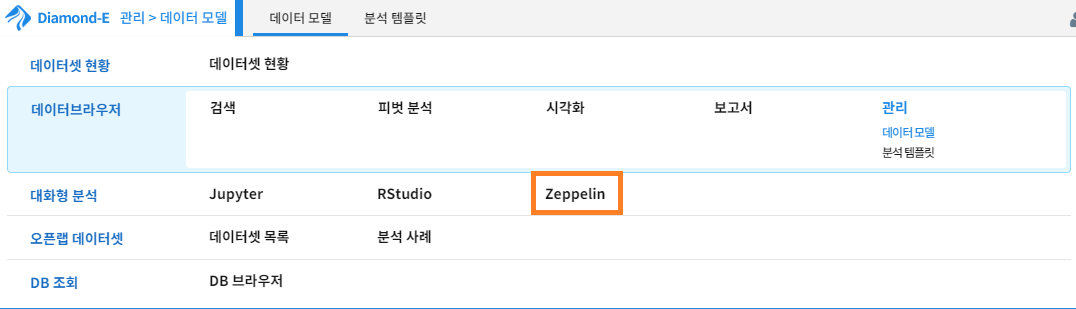 Diamond-E 관리 > 데이터 모델 데이터 모델 분석 템플릿
데이터셋 현황 데이터셋 현황
데이터브라우저 검색 피벗 분석 시각화 보고서 관리
데이터 모델
분석 템플릿
대화형 분석 Jupyter RStudio Zeppelin
오픈랩 데이터셋 데이터셋 목록 분석 사례
DB 조회 DB 브라우저